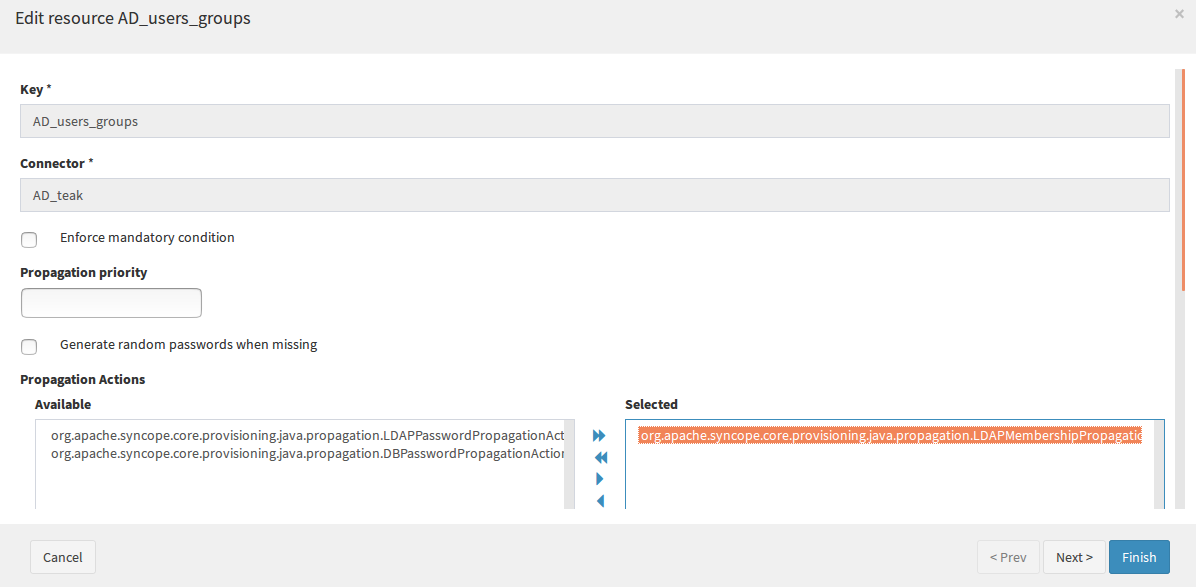 Edit resource AD_users_groups
×
Key *
AD_users_groups
Connector *
AD_teak
Enforce mandatory condition
Propagation priority
Generate random passwords when missing
Propagation Actions
Available
Selected
org.apache.syncope.core.provisioning.java.propagation.LDAPPasswordPropagationAct
org.apache.syncope.core.provisioning.java.propagation.DBPasswordPropagationAction
org.apache.syncope.core.provisioning.java.propagation.LDAPMembershipPropagatio
Cancel
< Prev
Next >
Finish